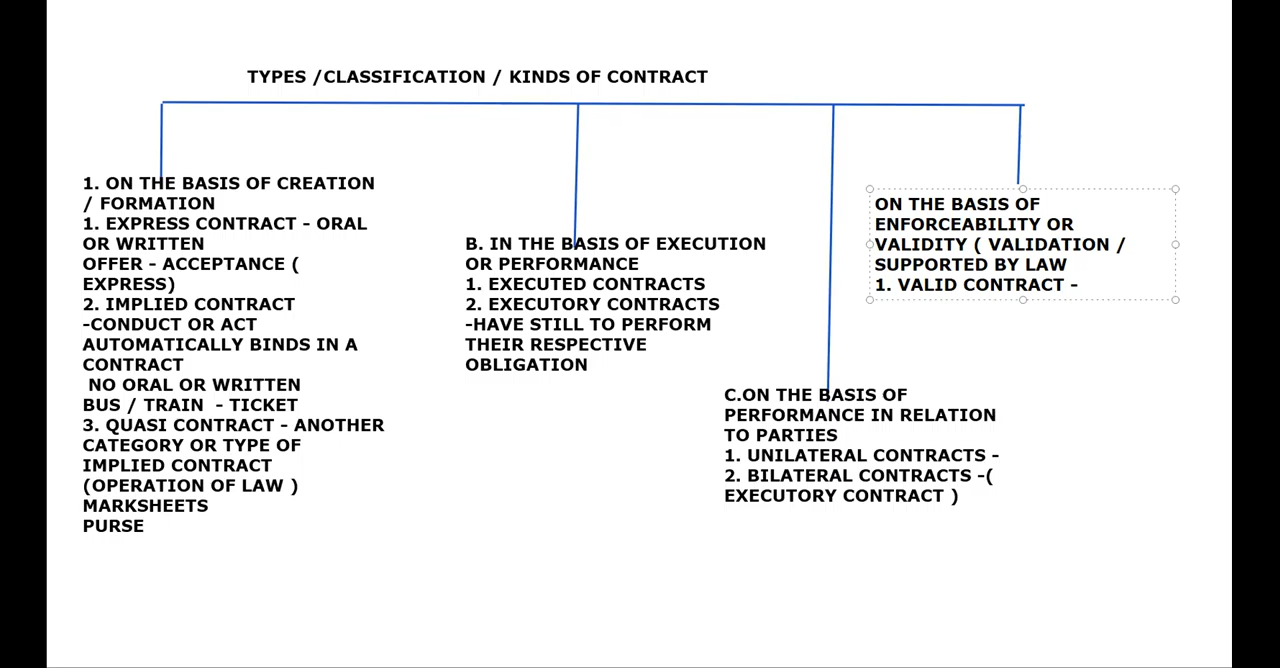 TYPES /CLASSIFICATION / KINDS OF CONTRACT
1. ON THE BASIS OF CREATION
/ FORMATION
1. EXPRESS CONTRACT - ORAL
OR WRITTEN
OFFER - ACCEPTANCE (
EXPRESS)
2. IMPLIED CONTRACT
-CONDUCT OR ACT
AUTOMATICALLY BINDS IN A
CONTRACT
NO ORAL OR WRITTEN
BUS / TRAIN  - TICKET
3. QUASI CONTRACT - ANOTHER
CATEGORY OR TYPE OF
IMPLIED CONTRACT
(OPERATION OF LAW )
MARKSHEETS
PURSE
B. IN THE BASIS OF EXECUTION
OR PERFORMANCE
1. EXECUTED CONTRACTS
2. EXECUTORY CONTRACTS
-HAVE STILL TO PERFORM
THEIR RESPECTIVE
OBLIGATION
C.ON THE BASIS OF
PERFORMANCE IN RELATION
TO PARTIES
1. UNILATERAL CONTRACTS -
2. BILATERAL CONTRACTS -(
EXECUTORY CONTRACT )
ON THE BASIS OF
ENFORCEABILITY OR
VALIDITY ( VALIDATION /
SUPPORTED BY LAW
1. VALID CONTRACT -